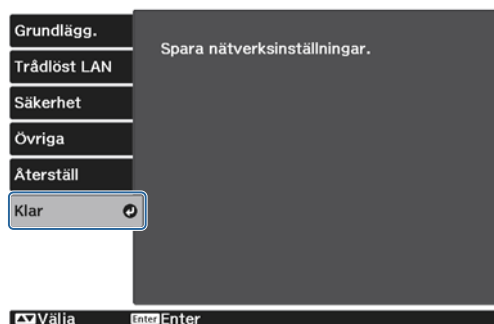 Grundlägg.
Trådlöst LAN
Säkerhet
Övriga
Återställ
Klar
Spara nätverksinställningar.
Välja
Enter Enter